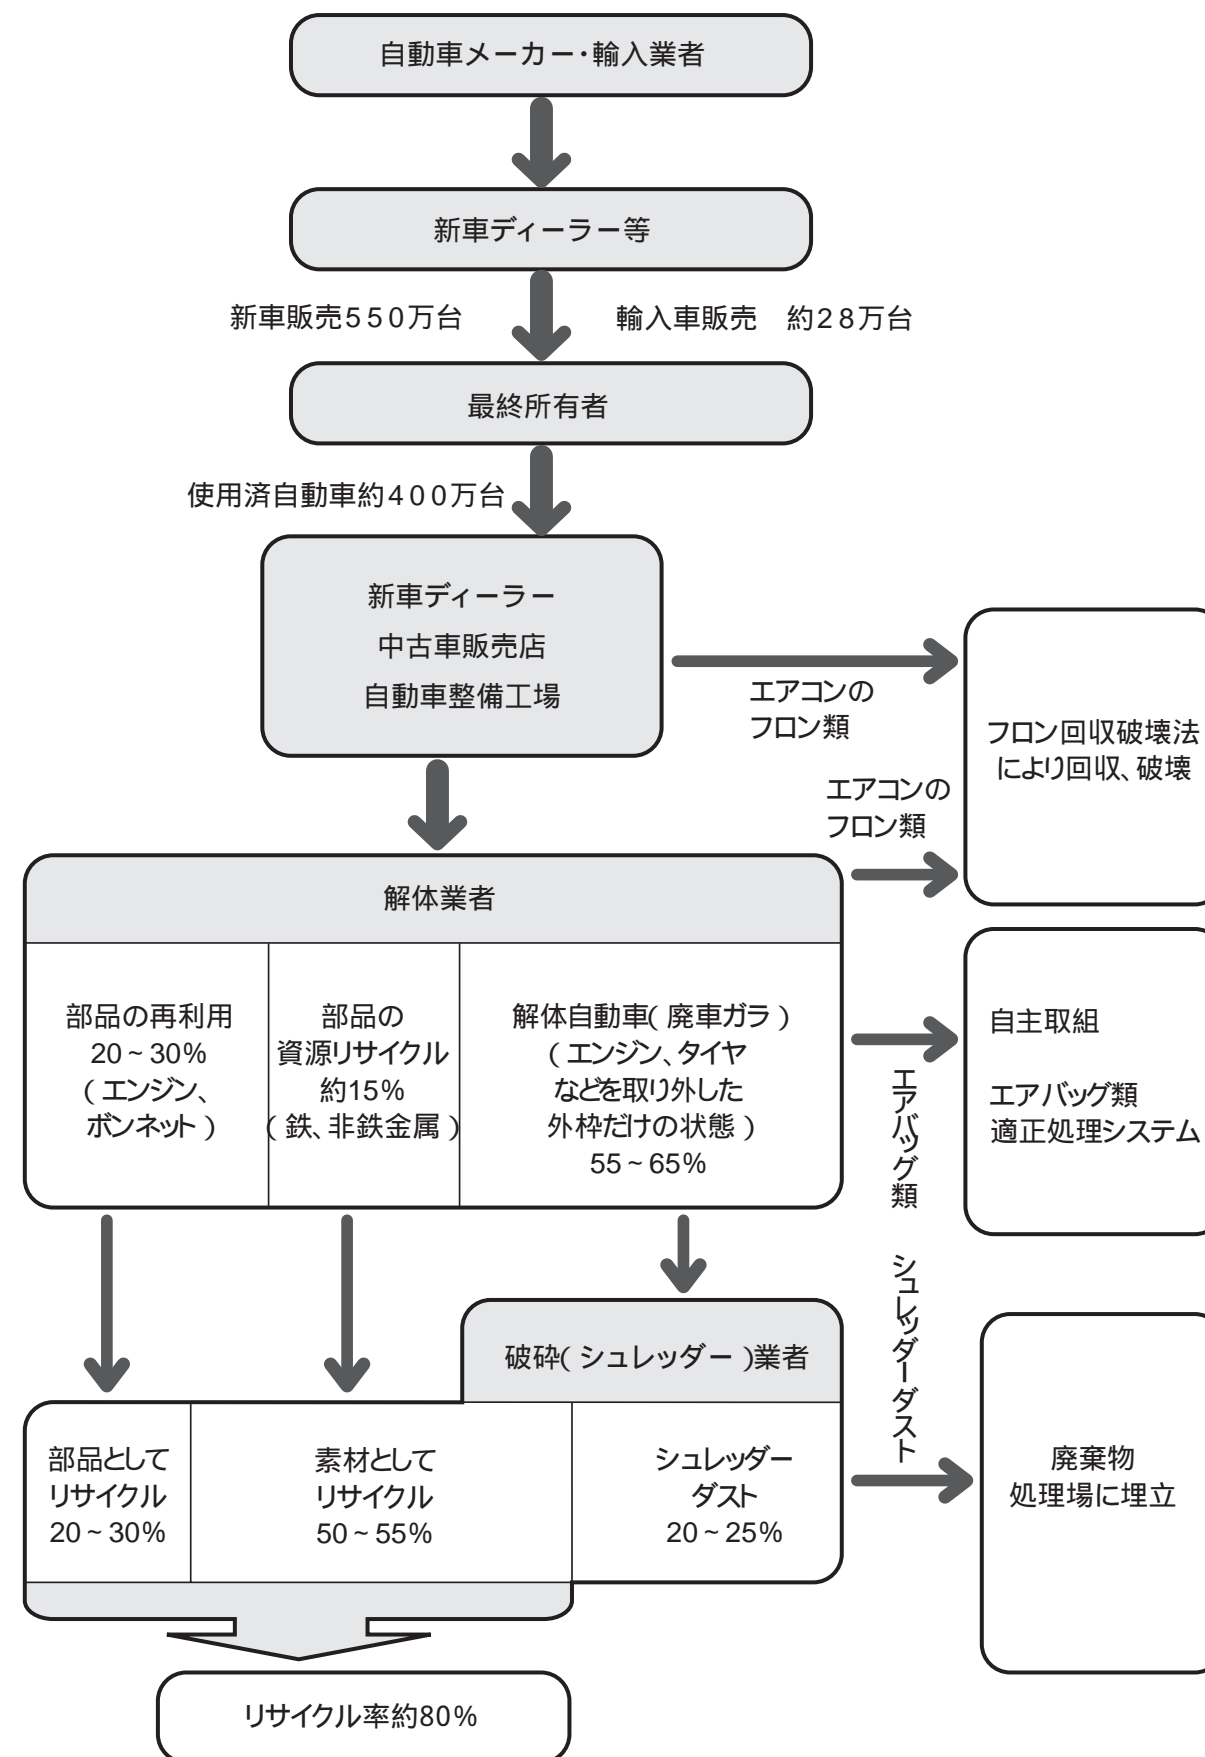 自動車メーカー・輸入業者
新車ディーラー等
新車販売550万台
輸入車販売　約28万台
最終所有者
使用済自動車約400万台
新車ディーラー
中古車販売店
自動車整備工場
エアコンの
フロン類
フロン回収破壊法
により回収、破壊
エアコンの
フロン類
解体業者
部品の再利用
20~30%
(エンジン、
ボンネット)
部品の
資源リサイクル
約15%
(鉄、非鉄金属)
解体自動車(廃車ガラ)
(エンジン、タイヤ
などを取り外した
外枠だけの状態)
55~65%
エアバッグ類
自主取組
エアバッグ類
適正処理システム
破砕(シュレッダー)業者
シュレッダーダスト
部品として
リサイクル
20~30%
素材として
リサイクル
50~55%
シュレッダー
ダスト
20~25%
廃棄物
処理場に埋立
リサイクル率約80%